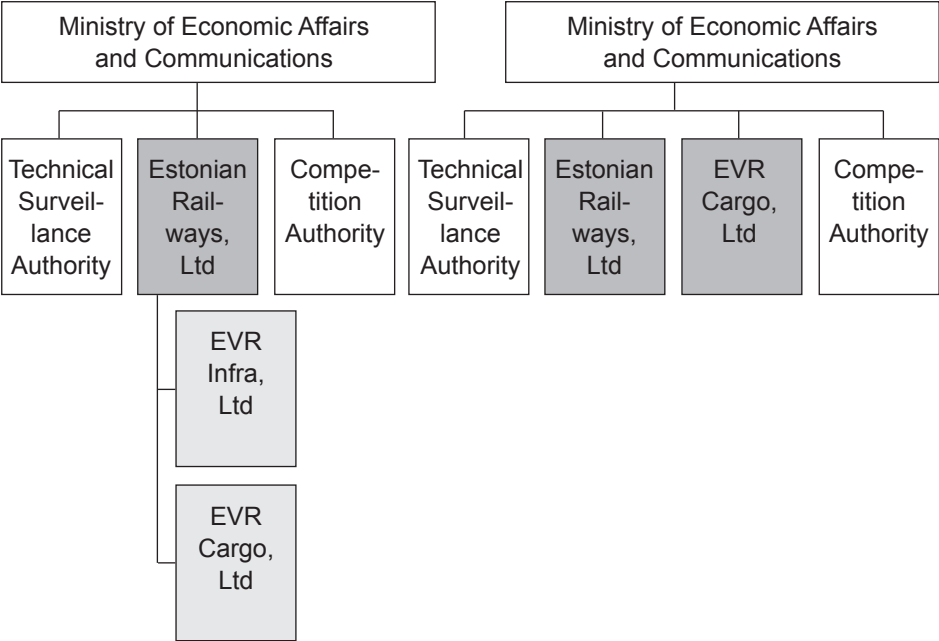 Ministry of Economic Affairs
and Communications
Technical
Surveil-
lance
Authority
Estonian
Rail-
ways,
Ltd
Compe-
tition
Authority
EVR
Infra,
Ltd
EVR
Cargo,
Ltd
Ministry of Economic Affairs
and Communications
Technical
Surveil-
lance
Authority
Estonian
Rail-
ways,
Ltd
EVR
Cargo,
Ltd
Compe-
tition
Authority